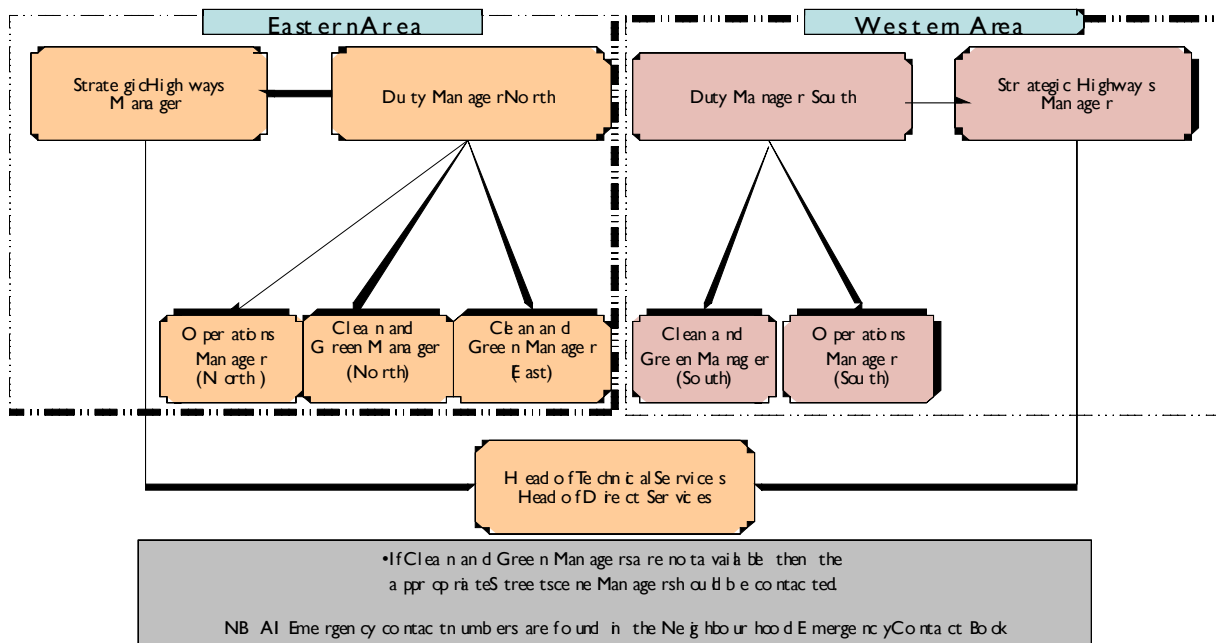 Eastern Area
Western Area
Strategic Highways
Manager
Duty Manager North
Duty Manager South
Strategic Highways
Manager
Operations
Manager
(North)
Clean and
Green Manager
(North)
Clean and
Green Manager
(East)
Clean and
Green Manager
(South)
Operations
Manager
(South)
Head of Technical Services
Head of Direct Services
•If Clean and Green Managers are not available then the
appropriate Streetscene Manager should be contacted.
NB All Emergency contact numbers are found in the Neighbourhood Emergency Contact Book